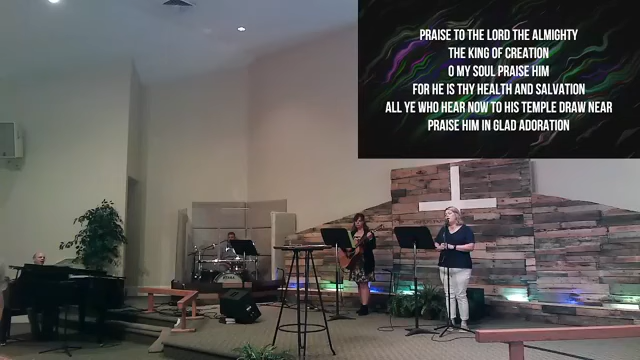 PRAISE TO THE LORD THE ALMIGHTY
THE KING OF CREATION
O MY SOUL PRAISE HIM
FOR HE IS THY HEALTH AND SALVATION
ALL YE WHO HEAR NOW TO HIS TEMPLE DRAW NEAR
PRAISE HIM IN GLAD ADORATION